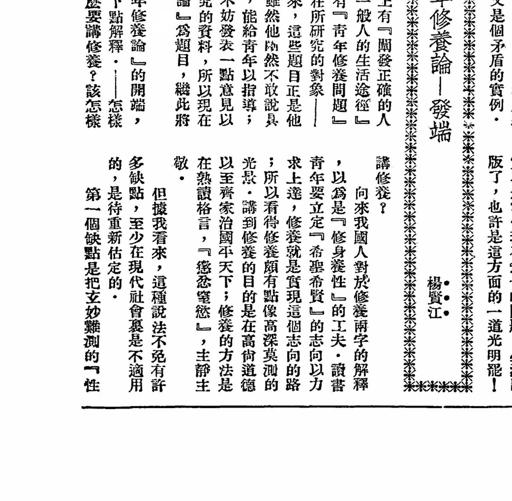 文是個矛盾的實例．
版了，也許是這方面的一道光明罷！
年修養論—發端
楊賢江
上有『闡發正確的人
一般人的生活途徑』
有『青年修養問題』
在所研究的對象——
來，這些題目正是他
雖然他然不敢說具
，能給青年以指導；
不妨發表一點意見以
究的資料，所以現在
論』爲題目，繼此將
年修養論』的開端，
下點解釋．——怎樣
麼要講修養？該怎樣
講修養？
向來我國人對於修養兩字的解釋
，以爲是『修身養性』的工夫．讀書
青年要立定『希聖希賢』的志向以力
求上達，修養就是實現這個志向的路
；所以看得修養頗有點像高深莫測的
光景．講到修養的目的是在高尙道德
以至齊家治國平天下；修養的方法是
在熟讀格言，『懲忿窒慾』，主靜主
敬．
但據我看來，這種說法不免有許
多缺點，至少在現代社會裏是不適用
的，是待重新估定的．
第一個缺點是把玄妙難測的『性